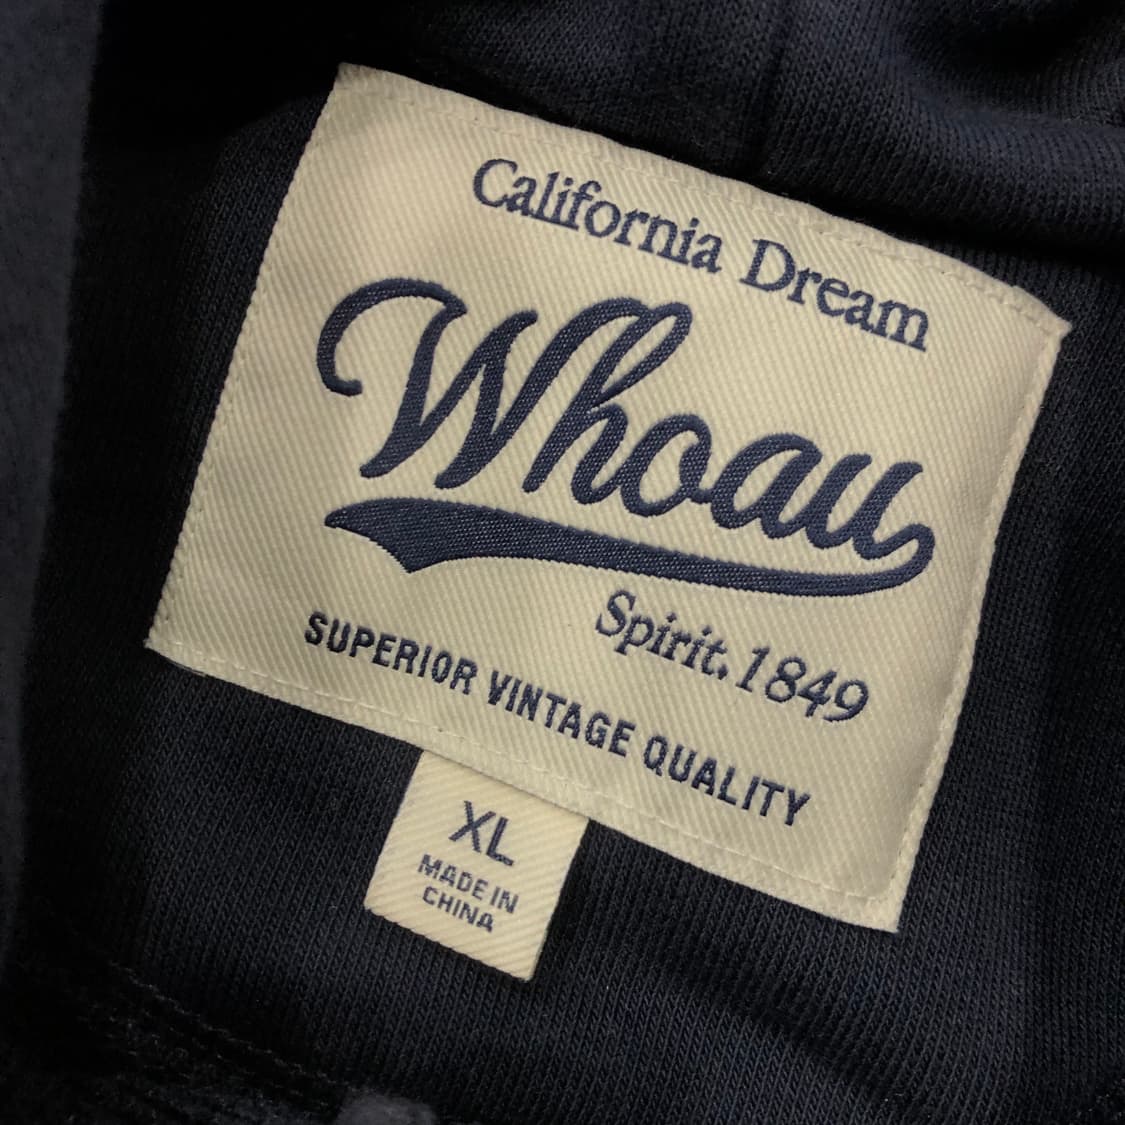 California Dream
Whoau
Spirit.1849
SUPERIOR VINTAGE QUALITY
XL
MADE IN
CHINA